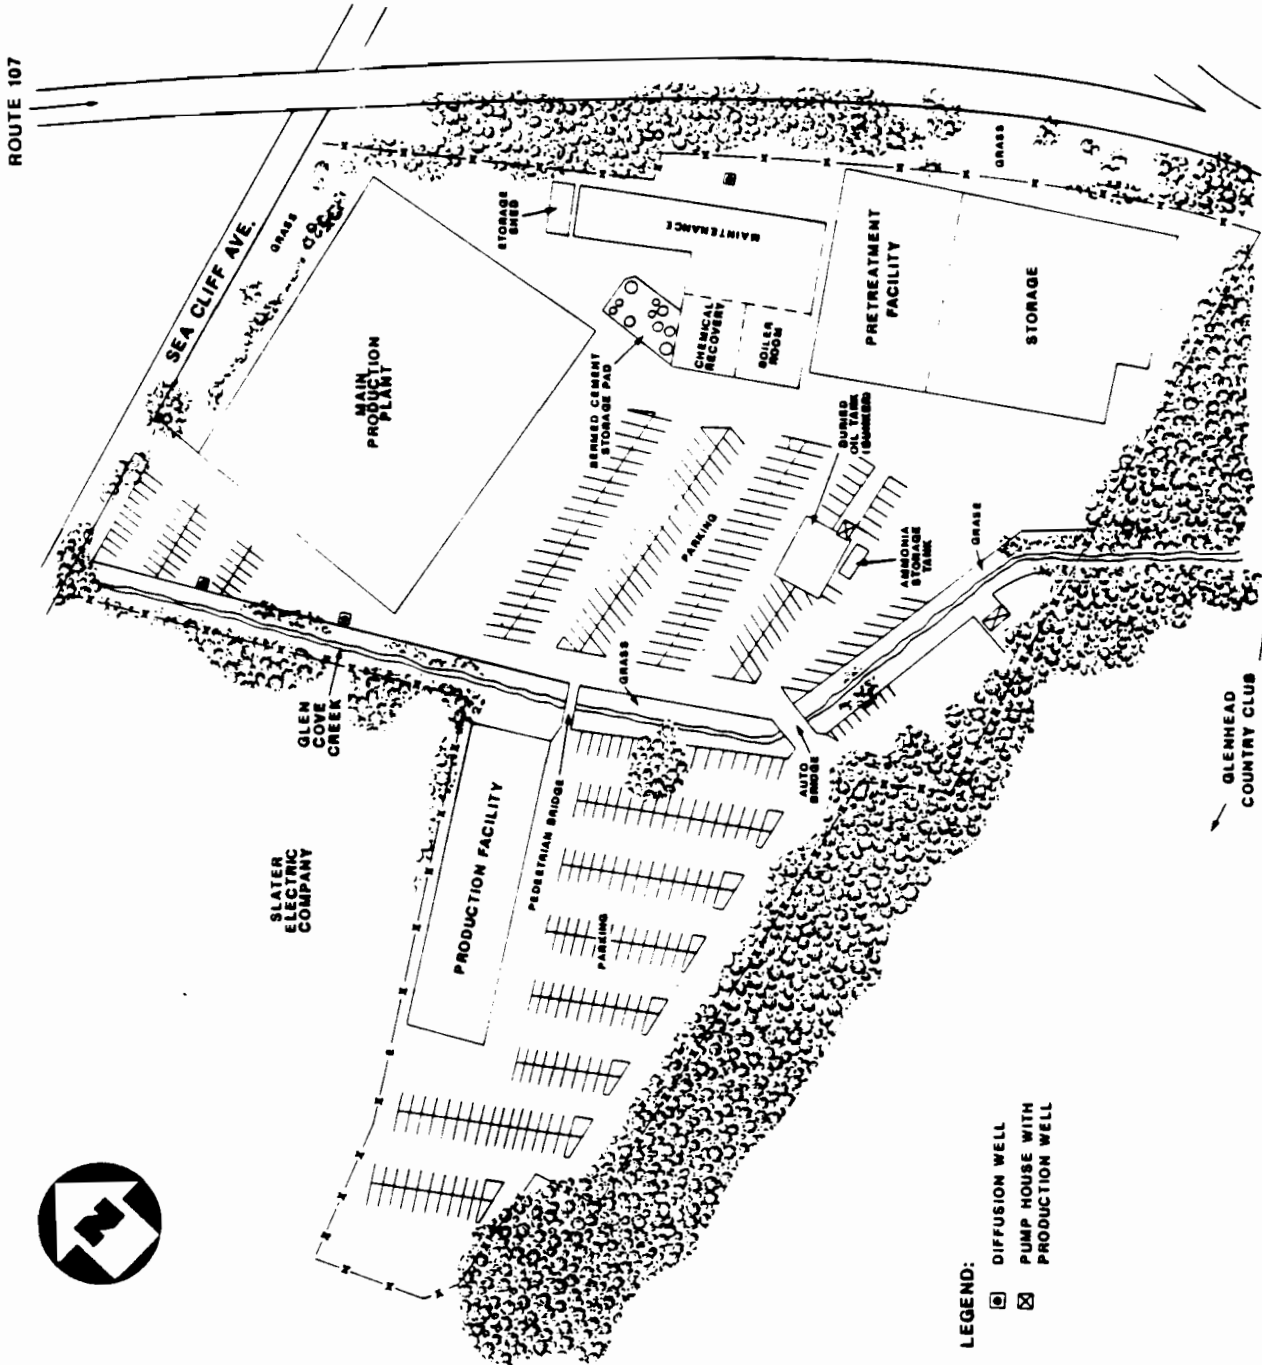 ROUTE 107
SEA CLIFF AVE.
GRASS
STORAGE
SHED
MAINTENANCE
GRASS
MAIN
PRODUCTION
PLANT
BERMED CEMENT
STORAGE PAD
CHEMICAL
RECOVERY
BOILER
ROOM
PRETREATMENT
FACILITY
STORAGE
BURIED
OIL TANK
PARKING
AMMONIA
STORAGE
TANK
GRASS
GRASS
GLEN
COVE
CREEK
AUTO
BRIDGE
GLENHEAD
COUNTRY CLUB
SLATER
ELECTRIC
COMPANY
PRODUCTION FACILITY
PEDESTRIAN BRIDGE
PARKING
N
LEGEND:
DIFFUSION WELL
PUMP HOUSE WITH
PRODUCTION WELL